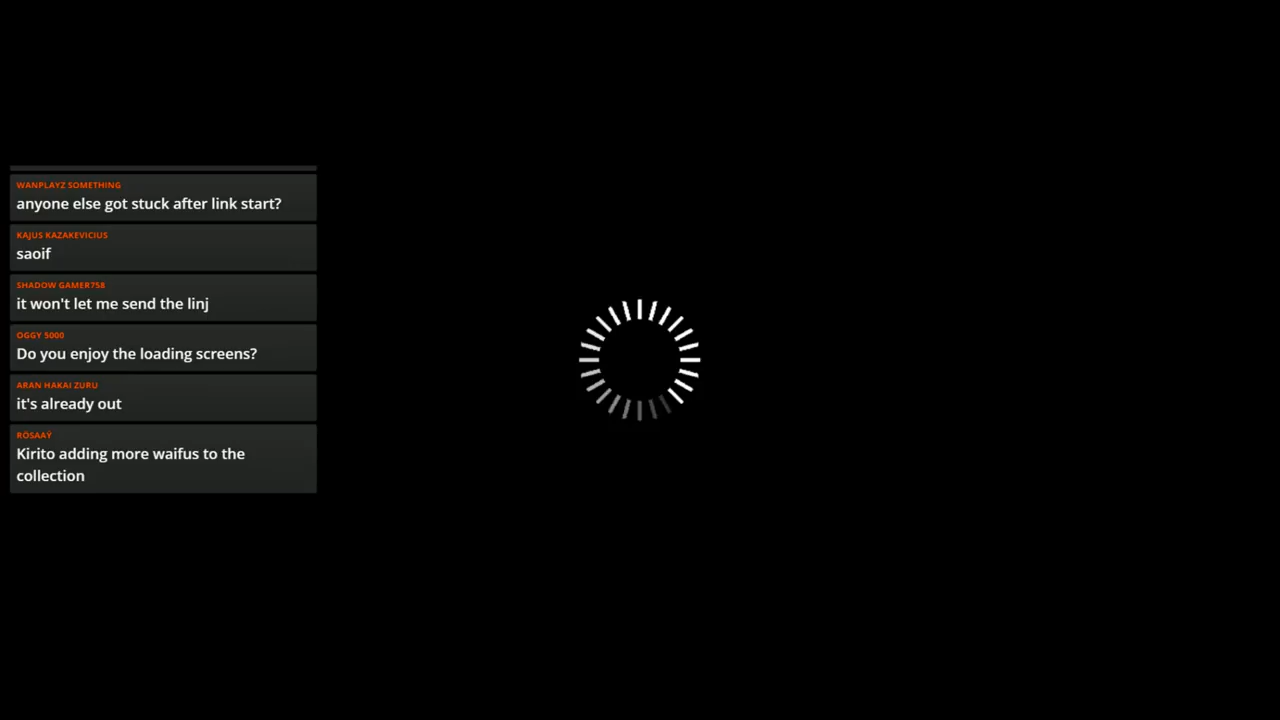 WANPLAYZ SOMETHING
anyone else got stuck after link start?
KAJUS KAZAKEVICIUS
saoif
SHADOW GAMER758
it won't let me send the linj
OGGY 5000
Do you enjoy the loading screens?
ARAN HAKAI ZURU
it's already out
RÖSAAÝ
Kirito adding more waifus to the
collection